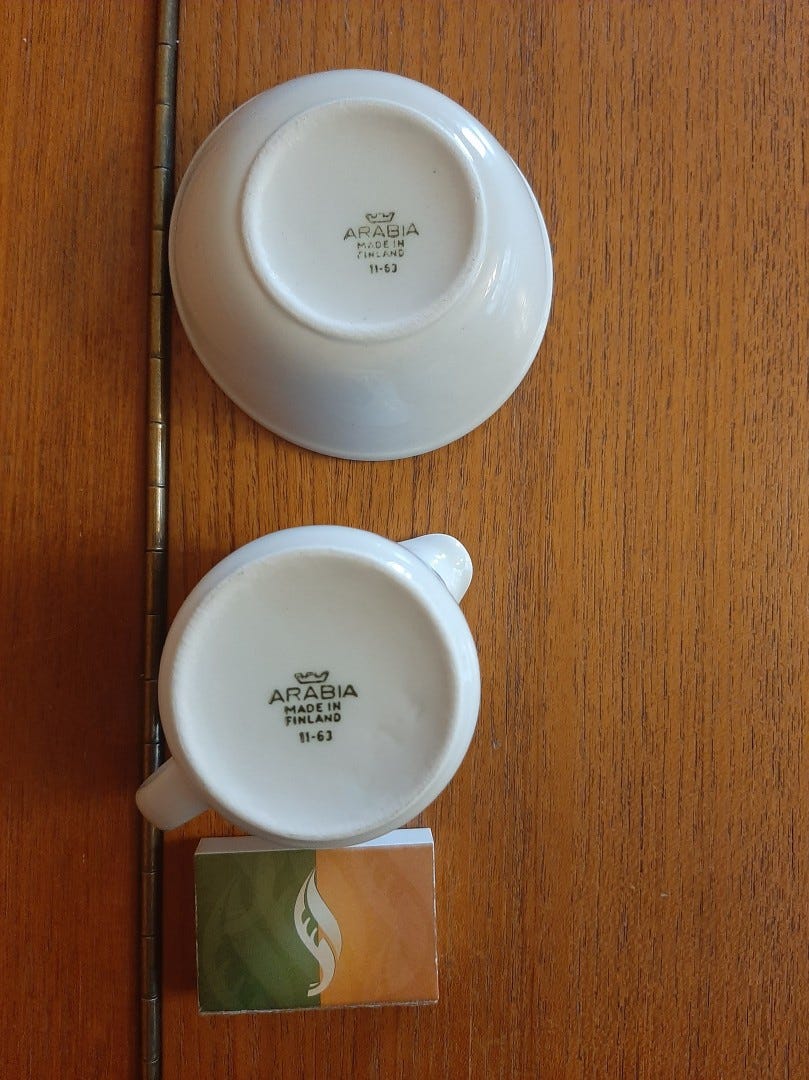 ARABIA
MADE IN
FINLAND
11-63
ARABIA
MADE IN
FINLAND
11-63